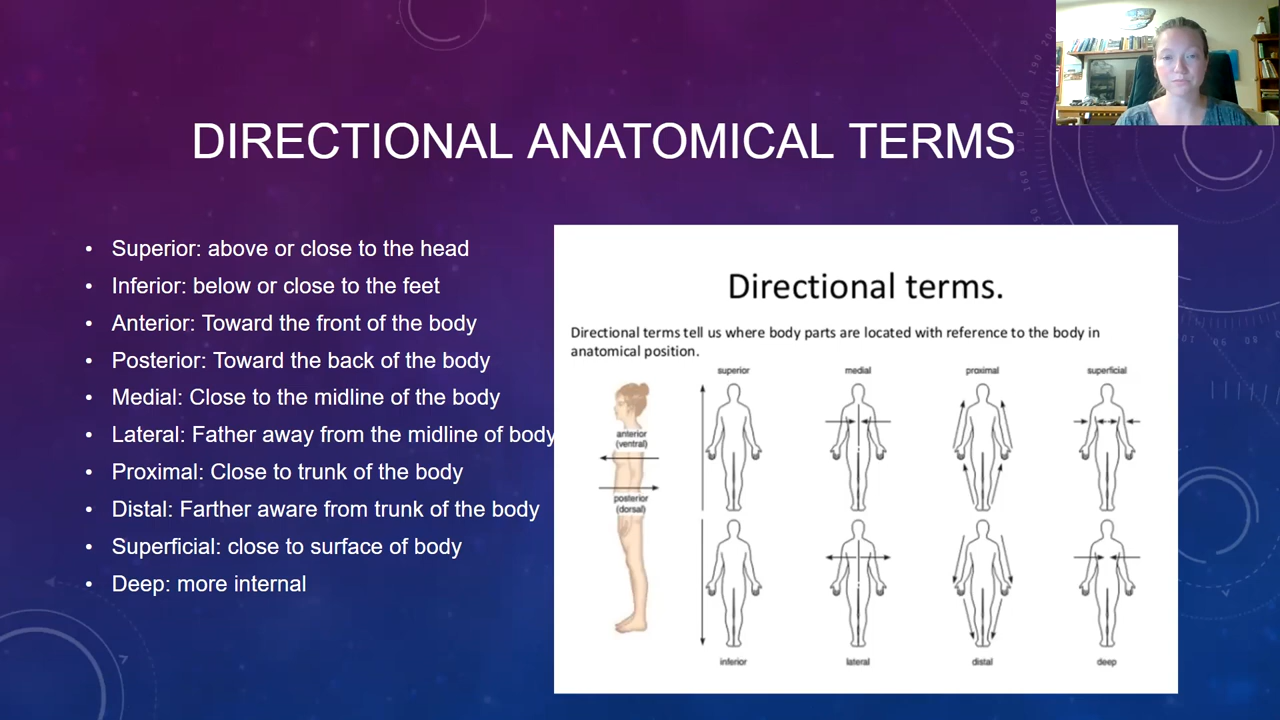 DIRECTIONAL ANATOMICAL TERMS
• Superior: above or close to the head
• Inferior: below or close to the feet
• Anterior: Toward the front of the body
• Posterior: Toward the back of the body
• Medial: Close to the midline of the body
• Lateral: Father away from the midline of body
• Proximal: Close to trunk of the body
• Distal: Farther aware from trunk of the body
• Superficial: close to surface of body
• Deep: more internal
Directional terms.
Directional terms tell us where body parts are located with reference to the body in
anatomical position.
superior medial proximal superficial
anterior
(ventral)
posterior
(dorsal)
inferior lateral distal deep